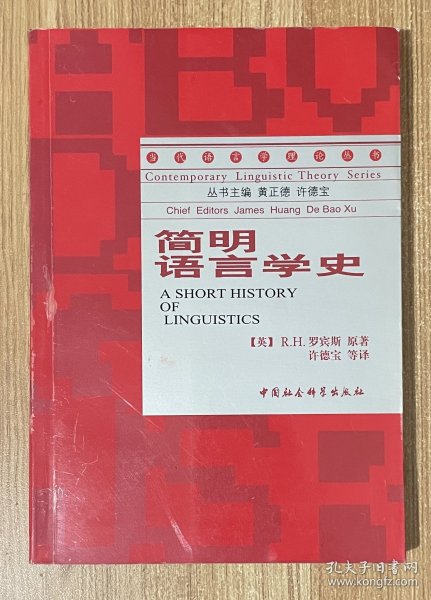 当代语言学理论丛书
Contemporary Linguistic Theory Series
丛书主编 黄正德 许德宝
Chief Editors James Huang De Bao Xu
简明
语言学史
A SHORT HISTORY
OF
LINGUISTICS
【英】 R.H. 罗宾斯 原著
许德宝 等译
中国社会科学出版社
孔夫子旧书网
www.kongfz.com